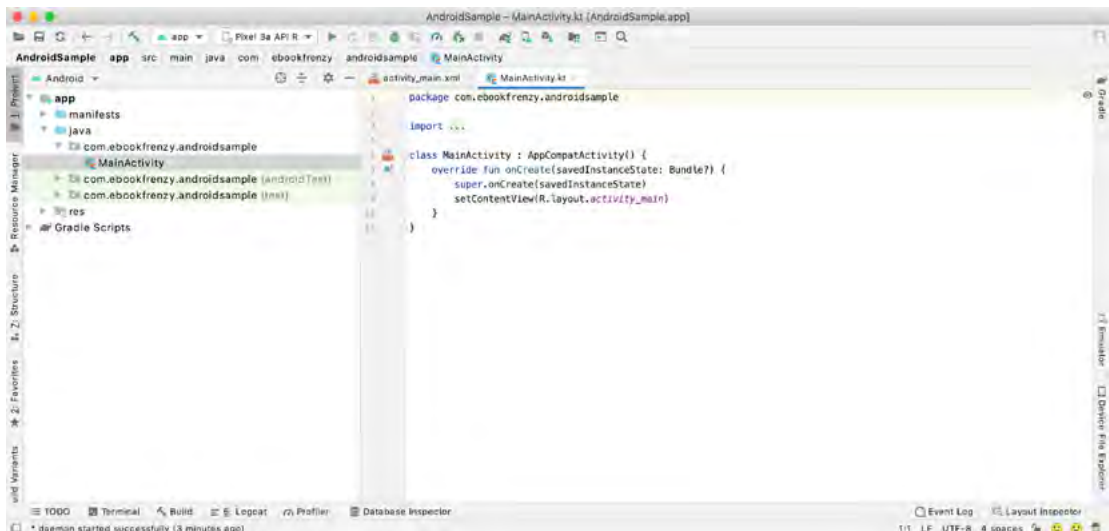 AndroidSample – MainActivity.kt [AndroidSample.app]
app Pixel 3a API R
AndroidSample app src main java com ebookfrenzy androidsample MainActivity
Android activity_main.xml MainActivity.kt
1: Project
Resource Manager
Z: Structure
2: Favorites
Variants
app
manifests
java
com.ebookfrenzy.androidsample
MainActivity
com.ebookfrenzy.androidsample (androidTest)
com.ebookfrenzy.androidsample (test)
res
Gradle Scripts
package com.ebookfrenzy.androidsample
import ...
class MainActivity : AppCompatActivity() {
override fun onCreate(savedInstanceState: Bundle?) {
super.onCreate(savedInstanceState)
setContentView(R.layout.activity_main)
}
}
Gradle
Emulator
Device File Explorer
TODO Terminal Build 6: Logcat Profiler Database Inspector Event Log Layout Inspector
* daemon started successfully (3 minutes ago) 1:1 LF UTF-8 4 spaces